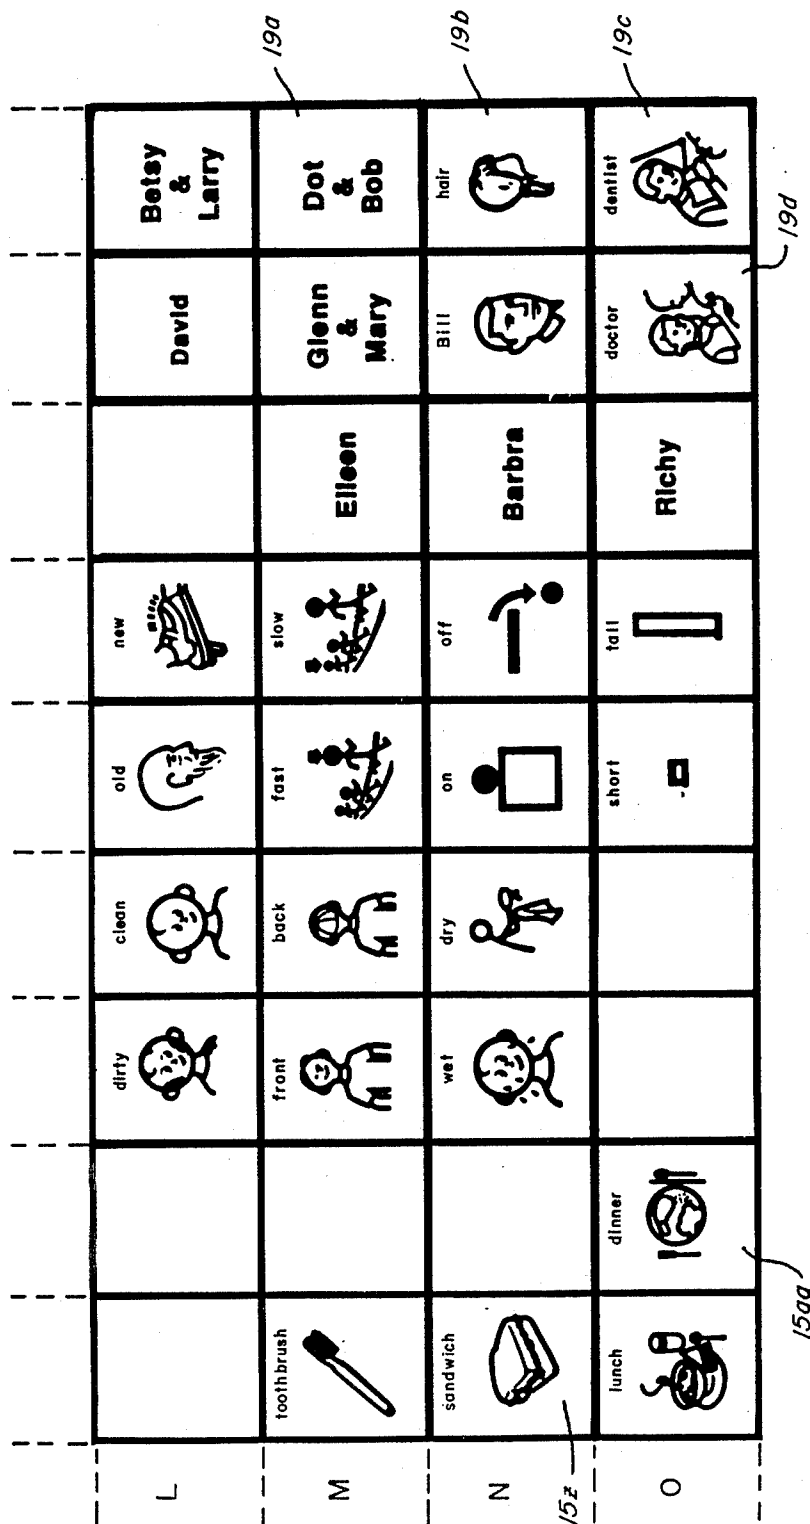 L
dirty
clean
old
new
David
Betsy
&
Larry
M
toothbrush
front
back
fast
slow
Eileen
Glenn
&
Mary
Dot
&
Bob
19a
N
sandwich
wet
dry
on
off
Barbra
Bill
hair
19b
15z
O
lunch
dinner
short
tall
Richy
doctor
dentist
19c
15aa
19d